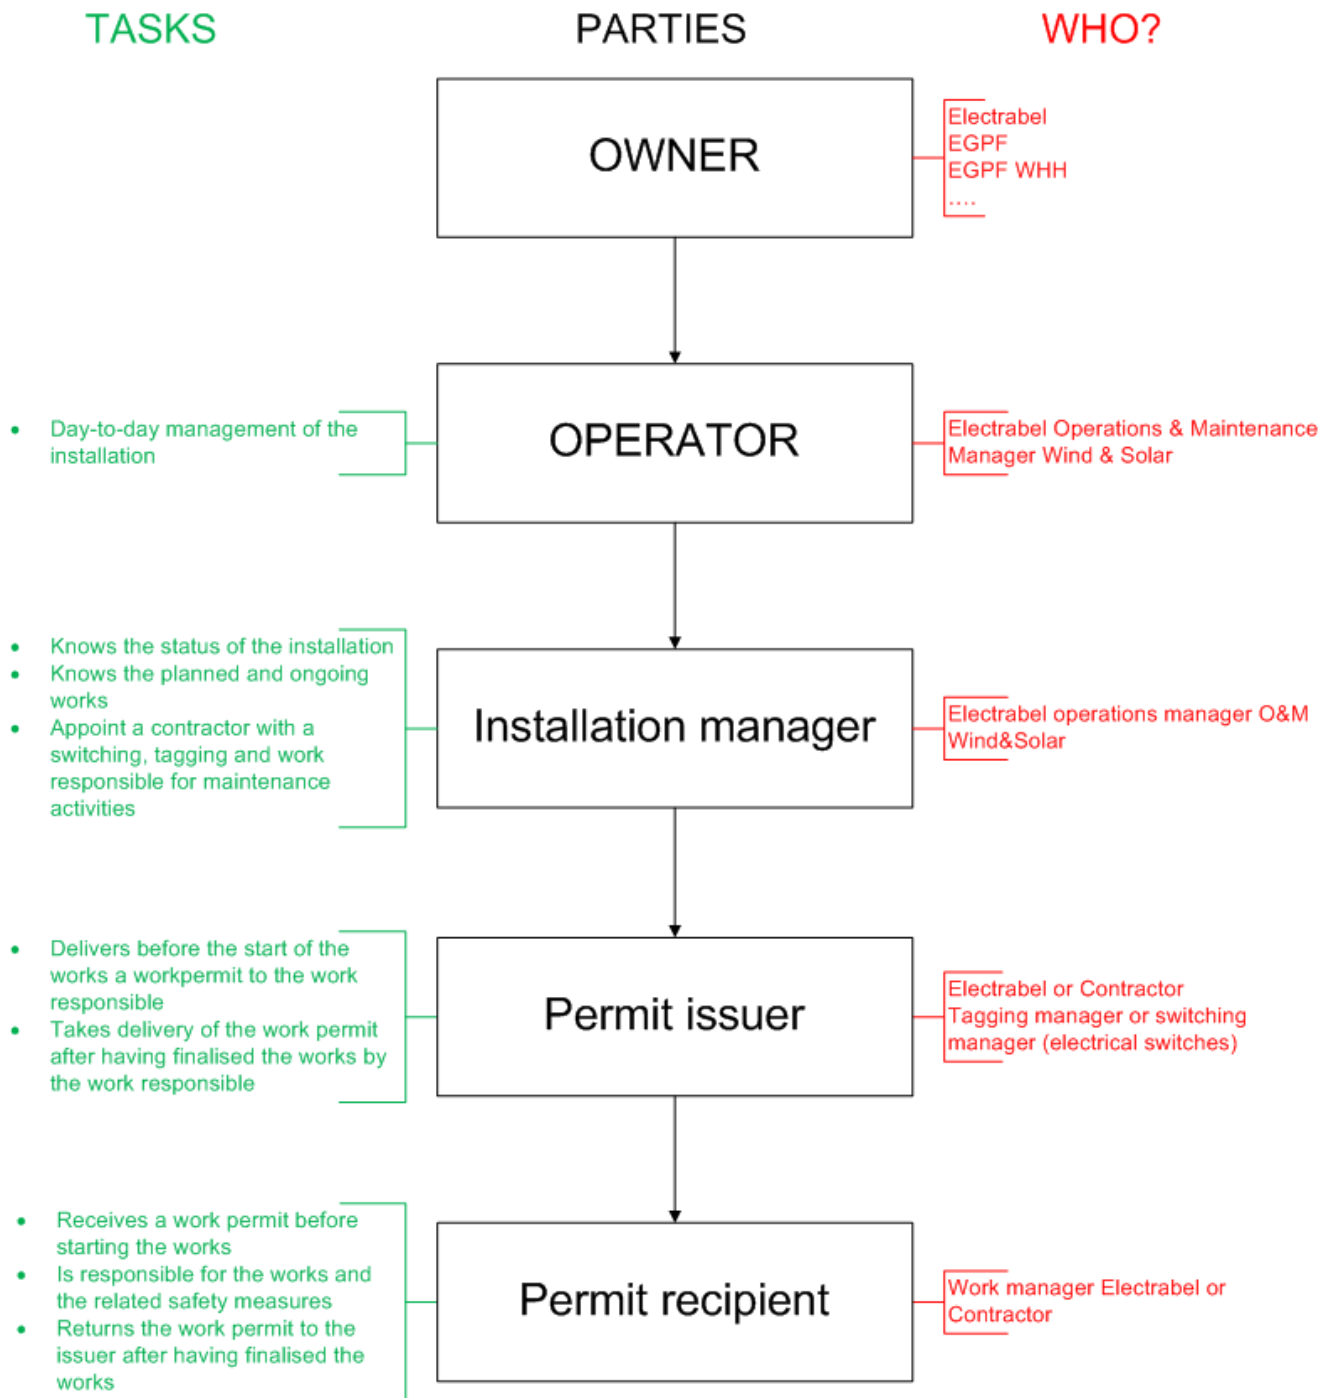 TASKS
PARTIES
WHO?
OWNER
Electrabel
EGPF
EGPF WHH
....
• Day-to-day management of the
installation
OPERATOR
Electrabel Operations & Maintenance
Manager Wind & Solar
• Knows the status of the installation
• Knows the planned and ongoing
works
• Appoint a contractor with a
switching, tagging and work
responsible for maintenance
activities
Installation manager
Electrabel operations manager O&M
Wind&Solar
• Delivers before the start of the
works a workpermit to the work
responsible
• Takes delivery of the work permit
after having finalised the works by
the work responsible
Permit issuer
Electrabel or Contractor
Tagging manager or switching
manager (electrical switches)
• Receives a work permit before
starting the works
• Is responsible for the works and
the related safety measures
• Returns the work permit to the
issuer after having finalised the
works
Permit recipient
Work manager Electrabel or
Contractor